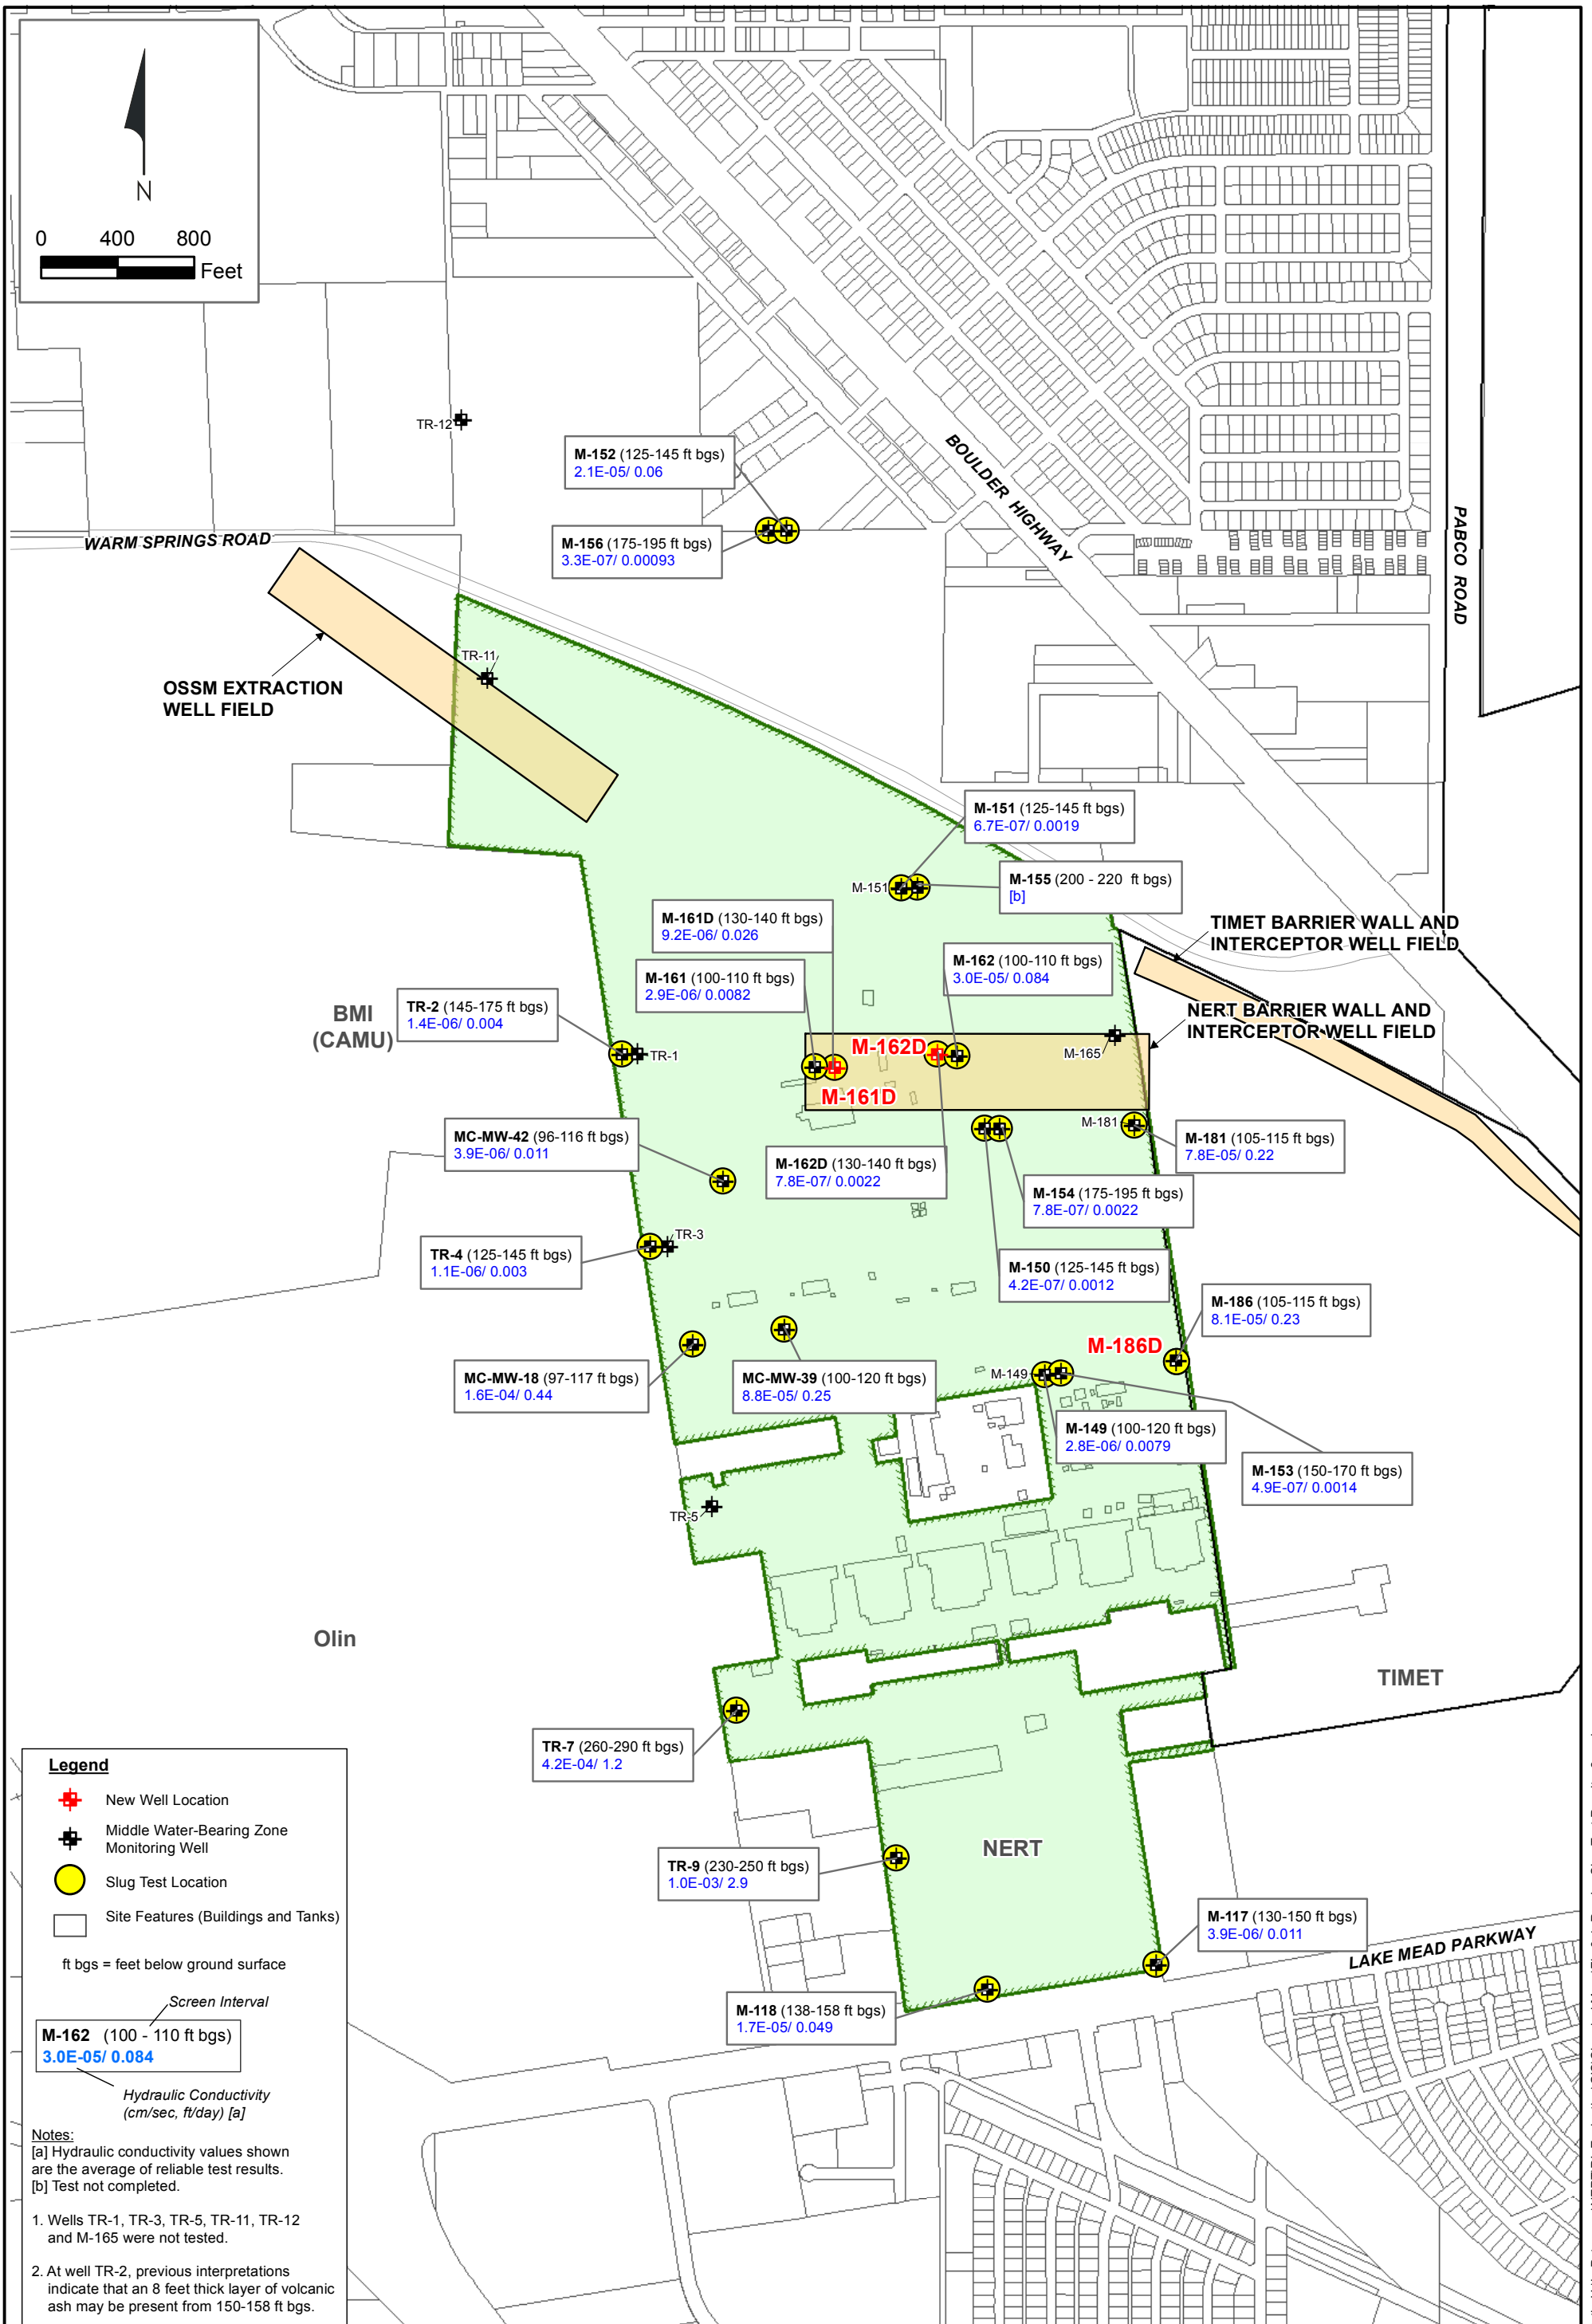 N
0 400 800
Feet
TR-12
M-152 (125-145 ft bgs)
2.1E-05/ 0.06
M-156 (175-195 ft bgs)
3.3E-07/ 0.00093
BOULDER HIGHWAY
PABCO ROAD
WARM SPRINGS ROAD
TR-11
OSSM EXTRACTION
WELL FIELD
M-151 (125-145 ft bgs)
6.7E-07/ 0.0019
M-151
M-155 (200 - 220 ft bgs)
[b]
M-161D (130-140 ft bgs)
9.2E-06/ 0.026
TIMET BARRIER WALL AND
INTERCEPTOR WELL FIELD
M-161 (100-110 ft bgs)
2.9E-06/ 0.0082
M-162 (100-110 ft bgs)
3.0E-05/ 0.084
TR-2 (145-175 ft bgs)
1.4E-06/ 0.004
BMI
(CAMU)
NERT BARRIER WALL AND
INTERCEPTOR WELL FIELD
TR-1
M-162D
M-165
M-161D
MC-MW-42 (96-116 ft bgs)
3.9E-06/ 0.011
M-181
M-181 (105-115 ft bgs)
7.8E-05/ 0.22
M-162D (130-140 ft bgs)
7.8E-07/ 0.0022
M-154 (175-195 ft bgs)
7.8E-07/ 0.0022
TR-3
TR-4 (125-145 ft bgs)
1.1E-06/ 0.003
M-150 (125-145 ft bgs)
4.2E-07/ 0.0012
M-186 (105-115 ft bgs)
8.1E-05/ 0.23
M-186D
MC-MW-18 (97-117 ft bgs)
1.6E-04/ 0.44
MC-MW-39 (100-120 ft bgs)
8.8E-05/ 0.25
M-149
M-149 (100-120 ft bgs)
2.8E-06/ 0.0079
M-153 (150-170 ft bgs)
4.9E-07/ 0.0014
TR-5
Olin
TIMET
TR-7 (260-290 ft bgs)
4.2E-04/ 1.2
NERT
TR-9 (230-250 ft bgs)
1.0E-03/ 2.9
M-117 (130-150 ft bgs)
3.9E-06/ 0.011
LAKE MEAD PARKWAY
M-118 (138-158 ft bgs)
1.7E-05/ 0.049
Legend
New Well Location
Middle Water-Bearing Zone
Monitoring Well
Slug Test Location
Site Features (Buildings and Tanks)
ft bgs = feet below ground surface
Screen Interval
M-162 (100 - 110 ft bgs)
3.0E-05/ 0.084
Hydraulic Conductivity
(cm/sec, ft/day) [a]
Notes:
[a] Hydraulic conductivity values shown
are the average of reliable test results.
[b] Test not completed.
1. Wells TR-1, TR-3, TR-5, TR-11, TR-12
and M-165 were not tested.
2. At well TR-2, previous interpretations
indicate that an 8 feet thick layer of volcanic
ash may be present from 150-158 ft bgs.